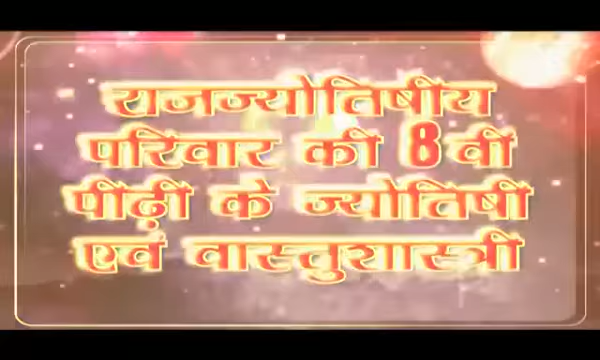 राजज्योतिषीय
परिवार की 8 वी
पीढ़ी के ज्योतिषी
एवं वास्तुशास्त्री